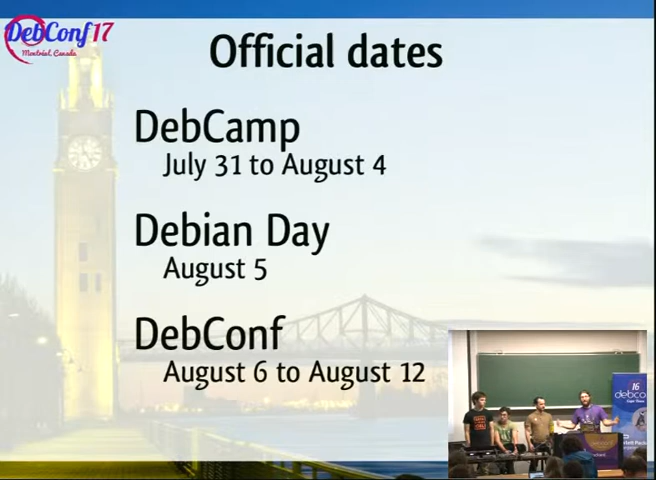 DebConf17
Montréal, Canada
Official dates
DebCamp
July 31 to August 4
Debian Day
August 5
DebConf
August 6 to August 12
16
debco